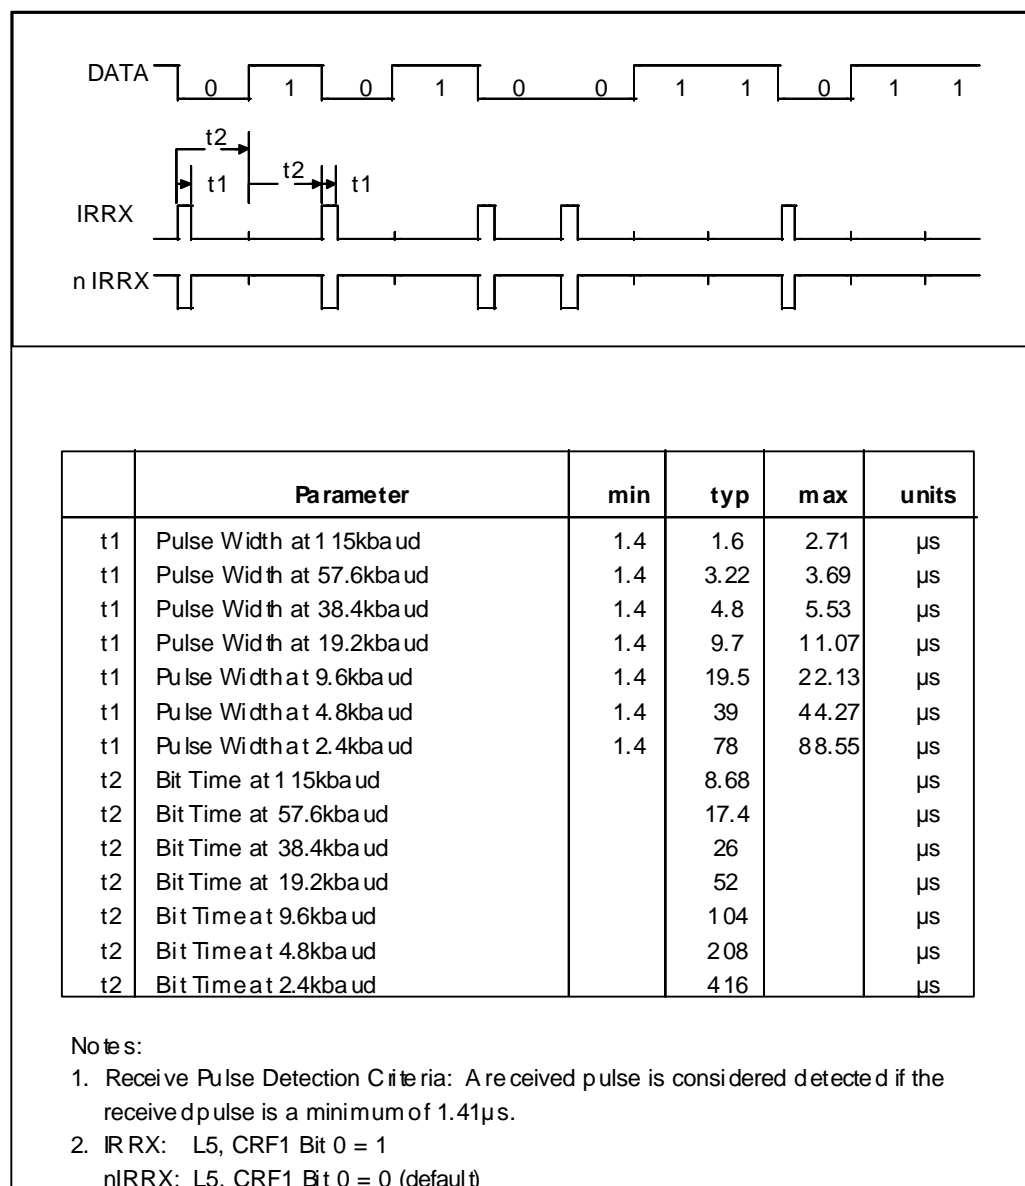 DATA 0 1 0 1 0 0 1 1 0 1 1
t2
t1 t2 t1
IRRX
nIRRX
Parameter min typ max units
t1 Pulse Width at 115kbaud 1.4 1.6 2.71 µs
t1 Pulse Width at 57.6kbaud 1.4 3.22 3.69 µs
t1 Pulse Width at 38.4kbaud 1.4 4.8 5.53 µs
t1 Pulse Width at 19.2kbaud 1.4 9.7 11.07 µs
t1 Pulse Width at 9.6kbaud 1.4 19.5 22.13 µs
t1 Pulse Width at 4.8kbaud 1.4 39 44.27 µs
t1 Pulse Width at 2.4kbaud 1.4 78 88.55 µs
t2 Bit Time at 115kbaud 8.68 µs
t2 Bit Time at 57.6kbaud 17.4 µs
t2 Bit Time at 38.4kbaud 26 µs
t2 Bit Time at 19.2kbaud 52 µs
t2 Bit Time at 9.6kbaud 104 µs
t2 Bit Time at 4.8kbaud 208 µs
t2 Bit Time at 2.4kbaud 416 µs
Notes:
1. Receive Pulse Detection Criteria: A received pulse is considered detected if the
received pulse is a minimum of 1.41µs.
2. IRRX: L5, CRF1 Bit 0 = 1
nIRRX: L5, CRF1 Bit 0 = 0 (default)